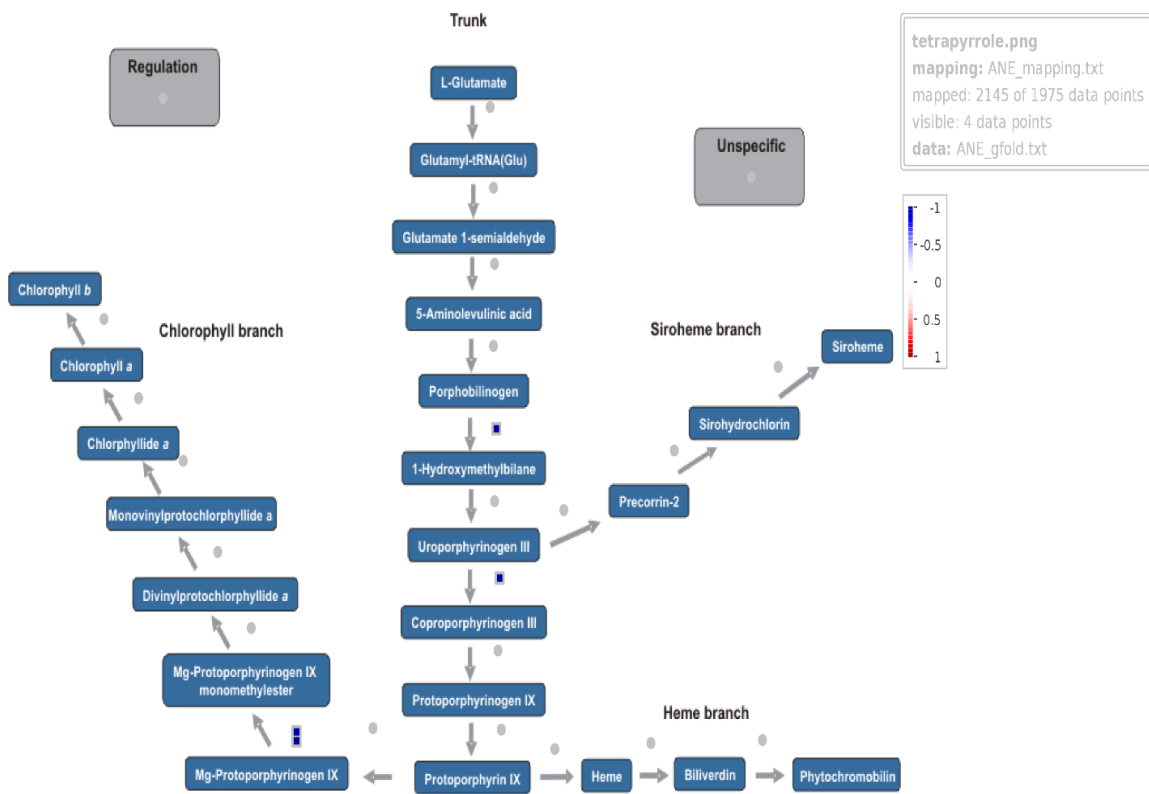 Trunk
Regulation
L-Glutamate
tetrapyrrole.png
mapping: ANE_mapping.txt
mapped: 2145 of 1975 data points
visible: 4 data points
data: ANE_gfold.txt
Glutamyl-tRNA(Glu)
Unspecific
Glutamate 1-semialdehyde
-1
-0.5
0
0.5
1
Chlorophyll b
5-Aminolevulinic acid
Chlorophyll branch
Siroheme branch
Siroheme
Chlorophyll a
Porphobilinogen
Sirohydrochlorin
Chlorphyllide a
1-Hydroxymethylbilane
Precorrin-2
Monovinylprotochlorphyllide a
Uroporphyrinogen III
Divinylprotochlorphyllide a
Coproporphyrinogen III
Mg-Protoporphyrinogen IX
monomethylester
Protoporphyrinogen IX
Heme branch
Mg-Protoporphyrinogen IX
Protoporphyrin IX
Heme
Biliverdin
Phytochromobilin